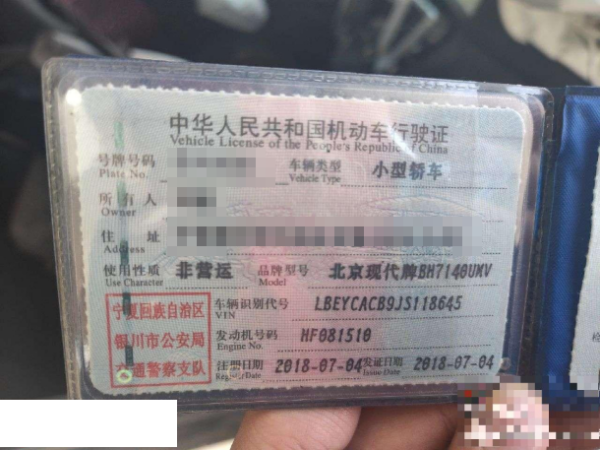 中华人民共和国机动车行驶证
Vehicle License of the People's Republic of China
号牌号码 车辆类型 小型轿车
Plate No. Vehicle Type
所有人
Owner
住 址
Address
使用性质 非营运 品牌型号 北京现代牌BH7140UMV
Use Character Model
宁夏回族自治区
银川市公安局
交通警察支队
车辆识别代号 LBEYCACB9JS118645
VIN
发动机号码 HF081510
Engine No.
注册日期 2018-07-04 发证日期 2018-07-04
Register Date Issue Date
检